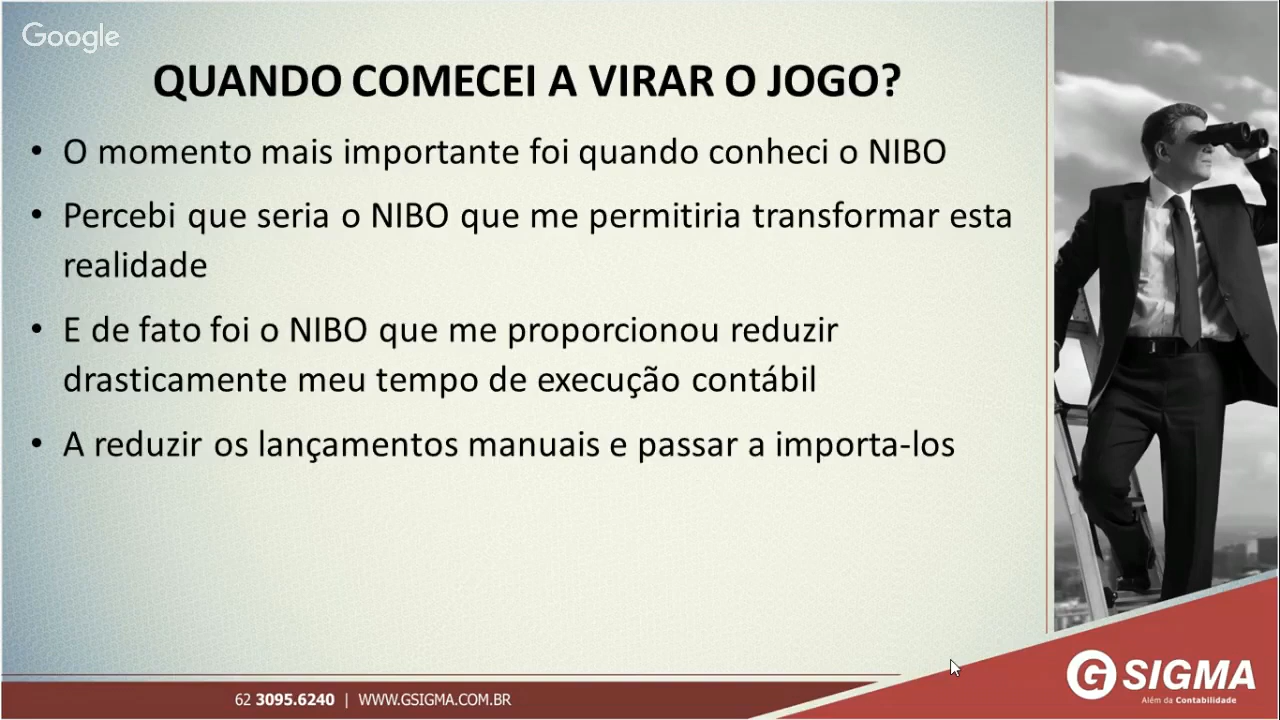 Google
QUANDO COMECEI A VIRAR O JOGO?
• O momento mais importante foi quando conheci o NIBO
• Percebi que seria o NIBO que me permitiria transformar esta
realidade
• E de fato foi o NIBO que me proporcionou reduzir
drasticamente meu tempo de execução contábil
• A reduzir os lançamentos manuais e passar a importa-los
62 3095.6240 | WWW.GSIGMA.COM.BR
G SIGMA
Além da Contabilidade